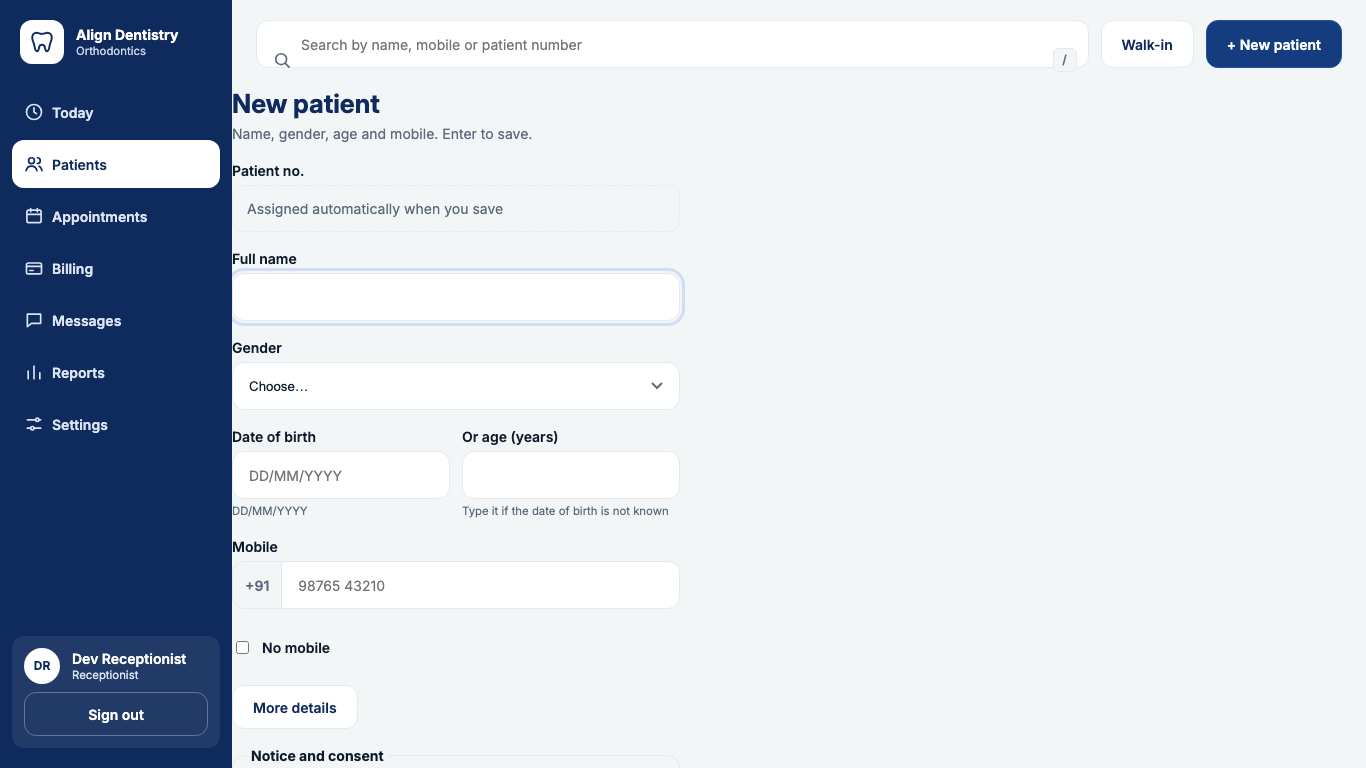 Align Dentistry
Orthodontics
Search by name, mobile or patient number
/
Walk-in
+ New patient
Today
Patients
Appointments
Billing
Messages
Reports
Settings
New patient
Name, gender, age and mobile. Enter to save.
Patient no.
Assigned automatically when you save
Full name
Gender
Choose...
Date of birth
Or age (years)
DD/MM/YYYY
DD/MM/YYYY
Type it if the date of birth is not known
Mobile
+91
98765 43210
No mobile
More details
Notice and consent
DR
Dev Receptionist
Receptionist
Sign out